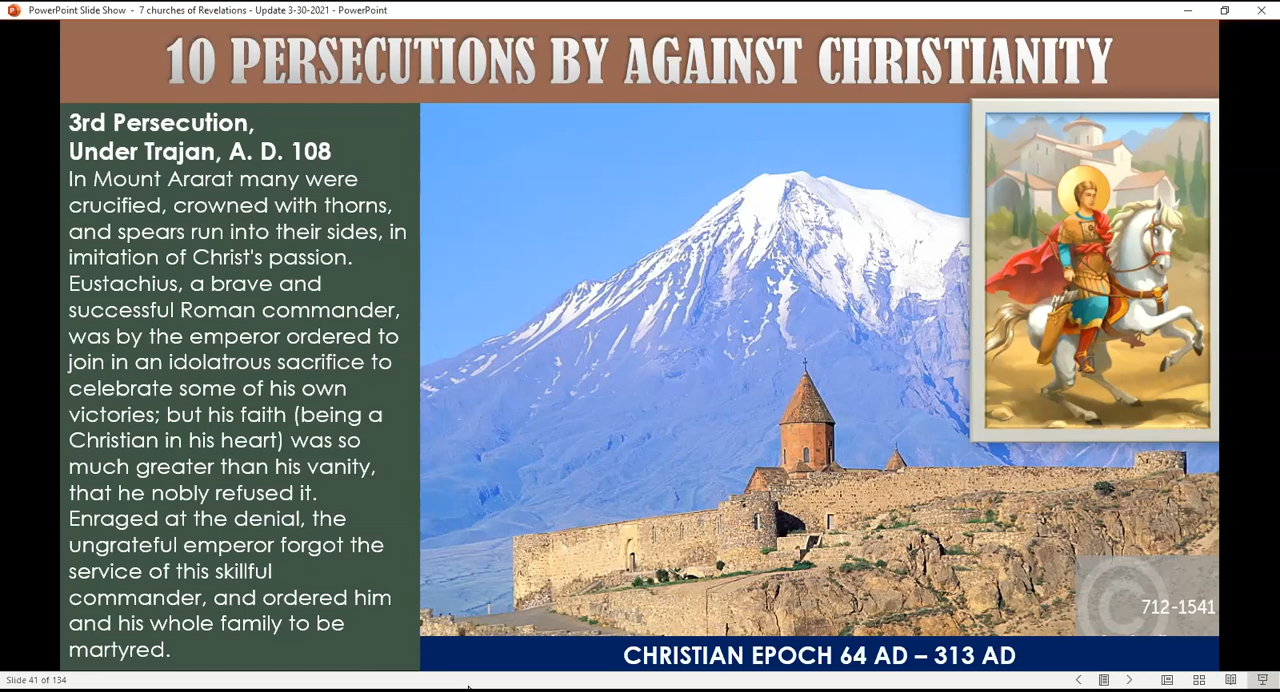 PowerPoint Slide Show - 7 churches of Revelations - Update 3-30-2021 - PowerPoint
10 PERSECUTIONS BY AGAINST CHRISTIANITY
3rd Persecution,
Under Trajan, A. D. 108
In Mount Ararat many were
crucified, crowned with thorns,
and spears run into their sides, in
imitation of Christ's passion.
Eustachius, a brave and
successful Roman commander,
was by the emperor ordered to
join in an idolatrous sacrifice to
celebrate some of his own
victories; but his faith (being a
Christian in his heart) was so
much greater than his vanity,
that he nobly refused it.
Enraged at the denial, the
ungrateful emperor forgot the
service of this skillful
commander, and ordered him
and his whole family to be
martyred.
©
712-1541
CHRISTIAN EPOCH 64 AD – 313 AD
Slide 41 of 134